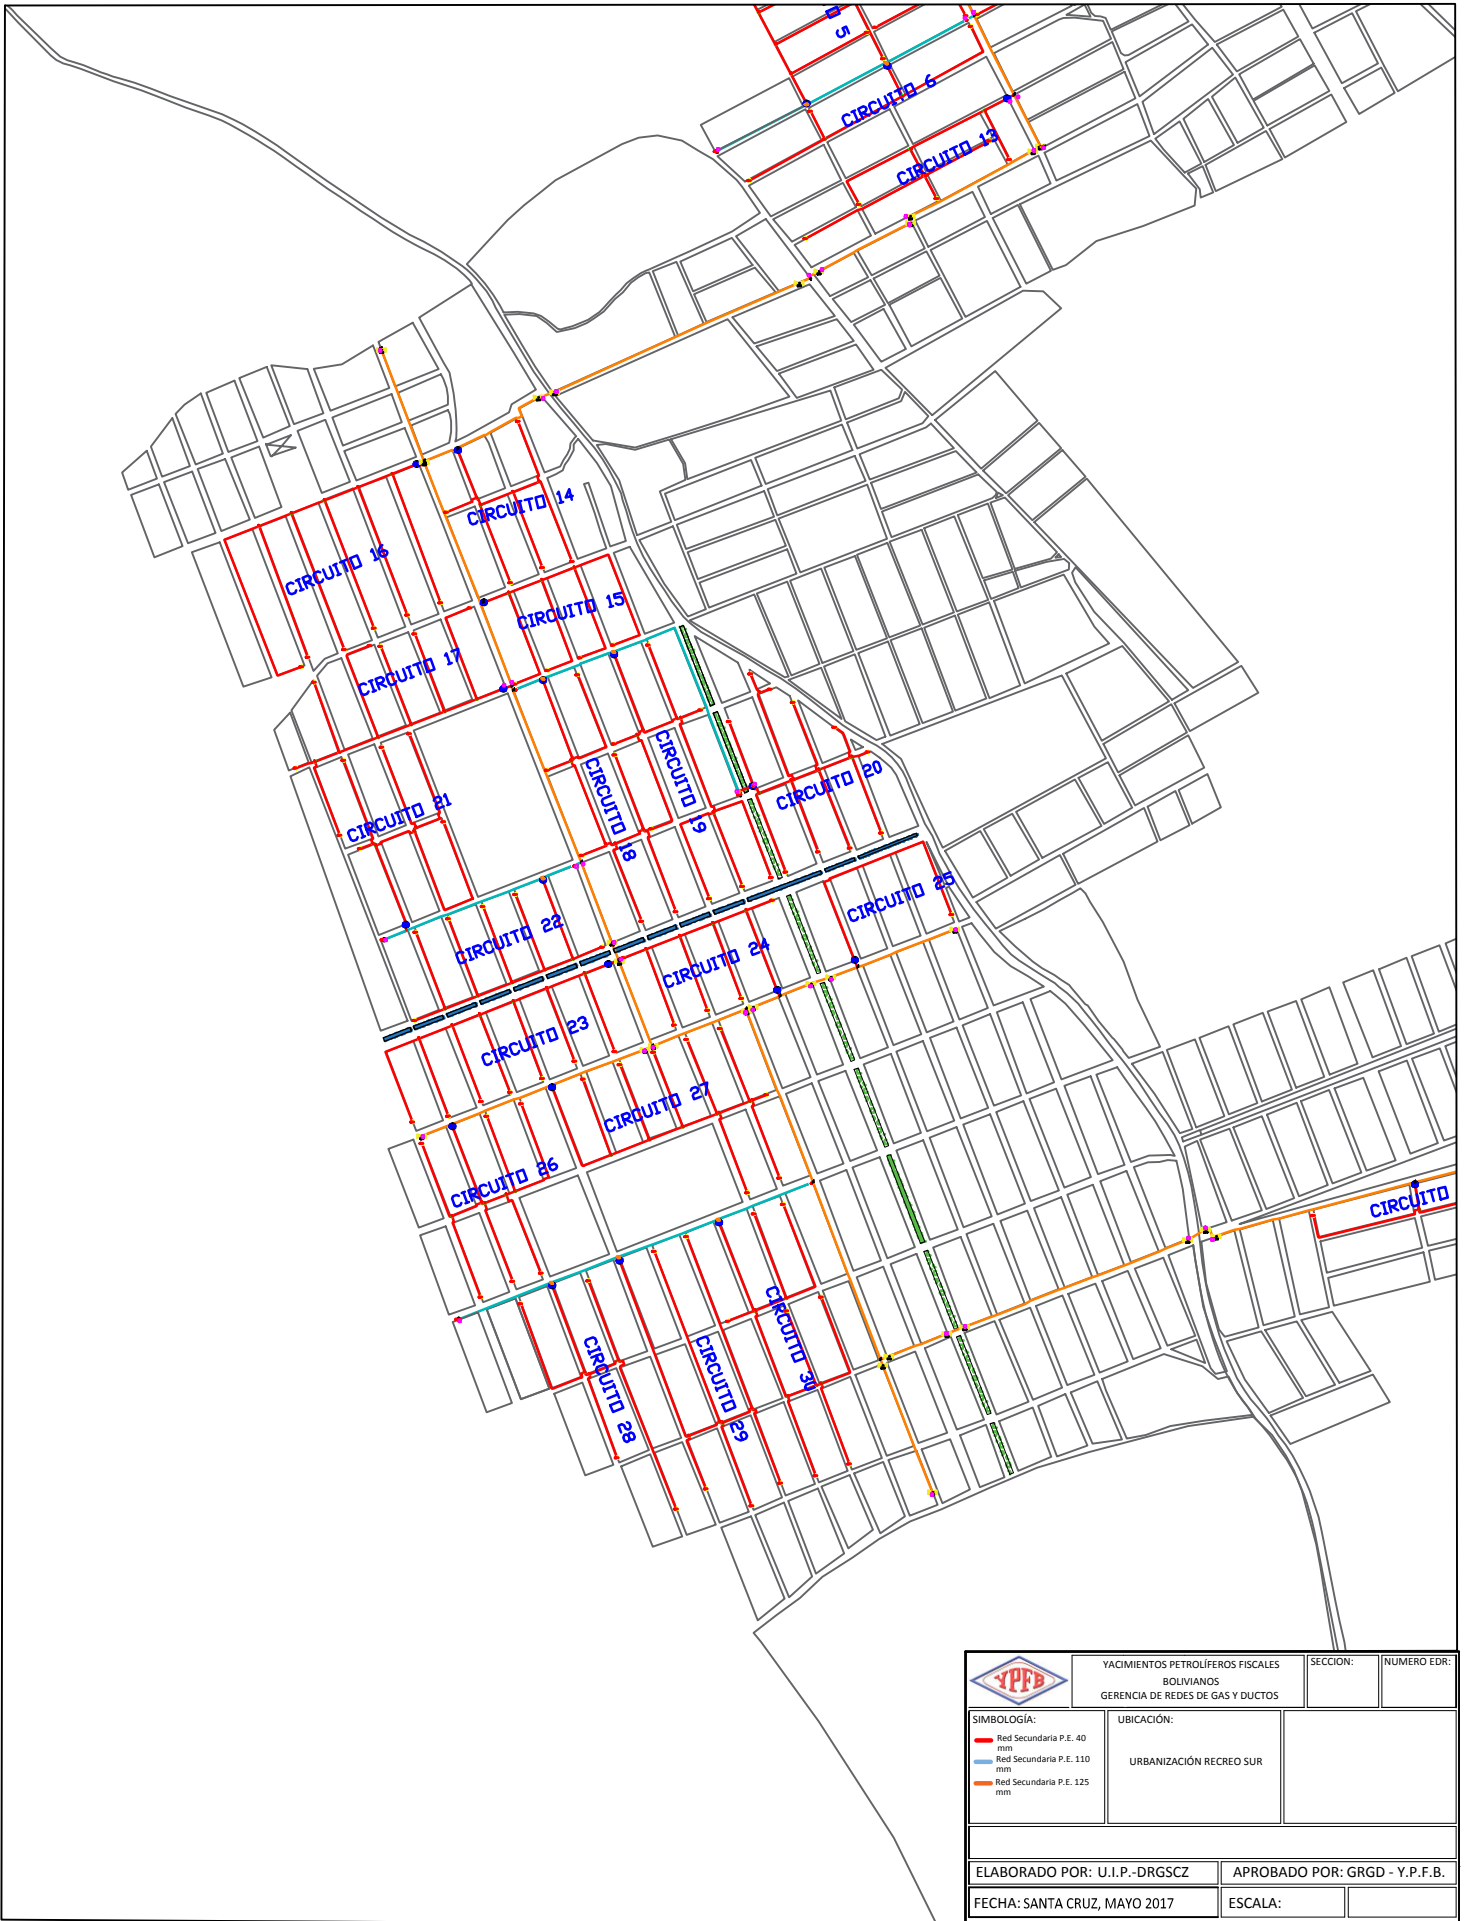 O 5
CIRCUITO 6
CIRCUITO 13
CIRCUITO 14
CIRCUITO 16
CIRCUITO 15
CIRCUITO 17
CIRCUITO 18
CIRCUITO 19
CIRCUITO 20
CIRCUITO 21
CIRCUITO 25
CIRCUITO 22
CIRCUITO 24
CIRCUITO 23
CIRCUITO 27
CIRCUITO 26
CIRCUITO
CIRCUITO 28
CIRCUITO 29
CIRCUITO 30
YPFB
YACIMIENTOS PETROLÍFEROS FISCALES
BOLIVIANOS
GERENCIA DE REDES DE GAS Y DUCTOS
SECCION:
NUMERO EDR:
SIMBOLOGÍA:
Red Secundaria P.E. 40
mm
Red Secundaria P.E. 110
mm
Red Secundaria P.E. 125
mm
UBICACIÓN:
URBANIZACIÓN RECREO SUR
ELABORADO POR: U.I.P.-DRGSCZ
APROBADO POR: GRGD - Y.P.F.B.
FECHA: SANTA CRUZ, MAYO 2017
ESCALA: